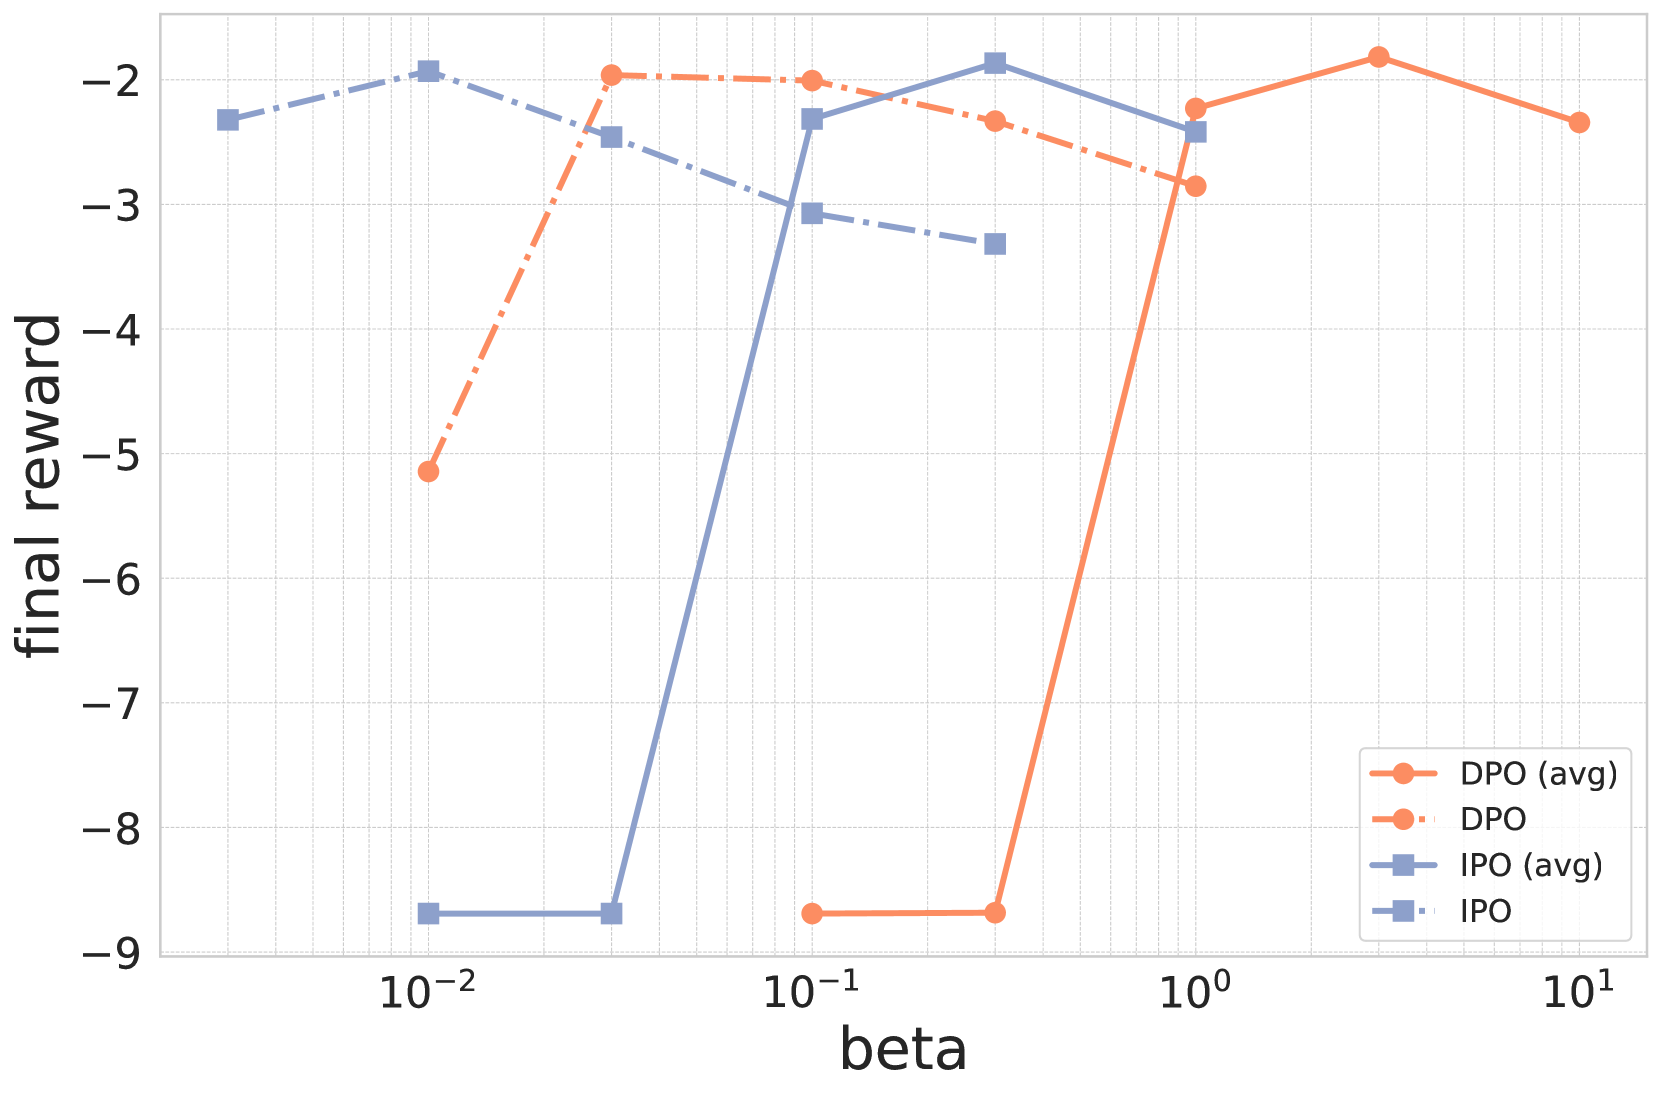 final reward
−2
−3
−4
−5
−6
−7
−8
−9
10⁻²
10⁻¹
10⁰
10¹
beta
DPO (avg)
DPO
IPO (avg)
IPO